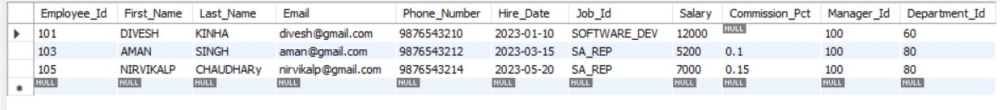 Employee_Id First_Name Last_Name Email Phone_Number Hire_Date Job_Id Salary Commission_Pct Manager_Id Department_Id
101 DIVESH KINHA divesh@gmail.com 9876543210 2023-01-10 SOFTWARE_DEV 12000 NULL 100 60
103 AMAN SINGH aman@gmail.com 9876543212 2023-03-15 SA_REP 5200 0.1 100 80
105 NIRVIKALP CHAUDHARy nirvikalp@gmail.com 9876543214 2023-05-20 SA_REP 7000 0.15 100 80
NULL NULL NULL NULL NULL NULL NULL NULL NULL NULL NULL